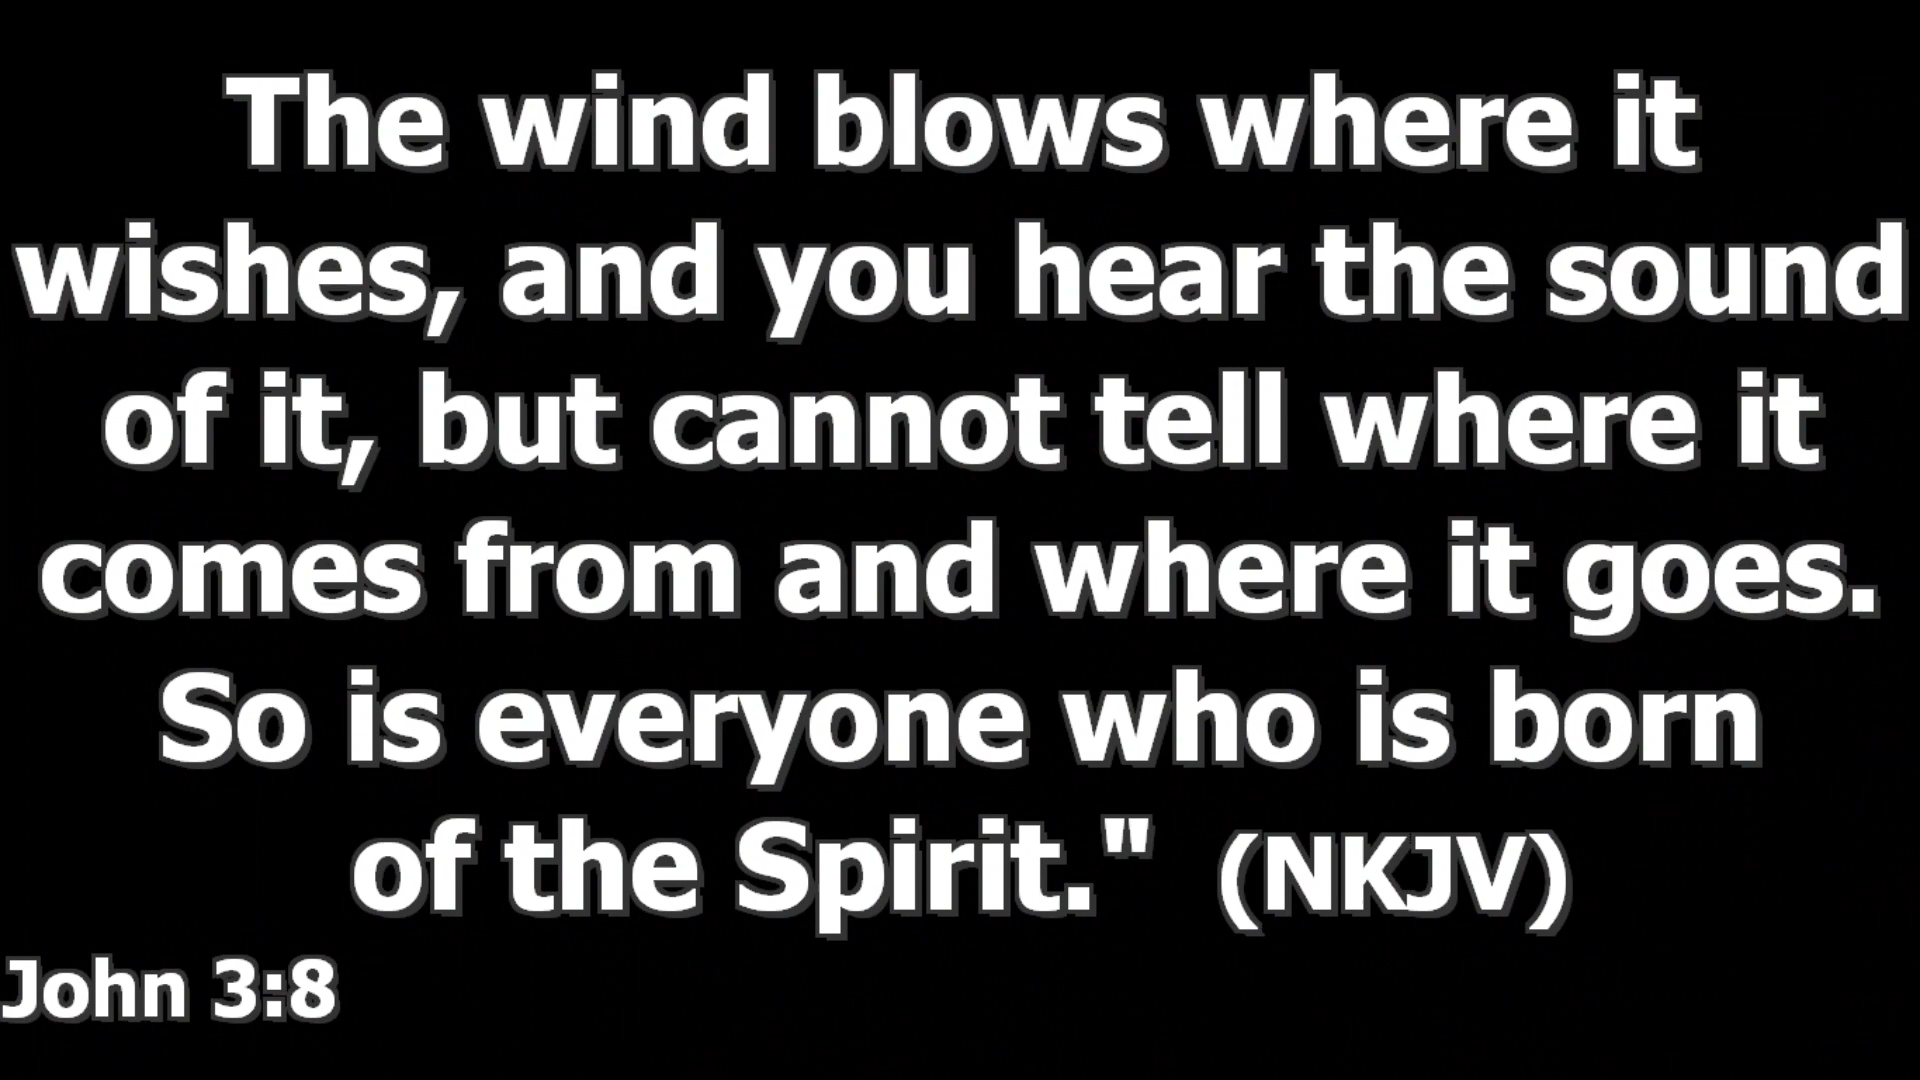 The wind blows where it
wishes, and you hear the sound
of it, but cannot tell where it
comes from and where it goes.
So is everyone who is born
of the Spirit." (NKJV)
John 3:8